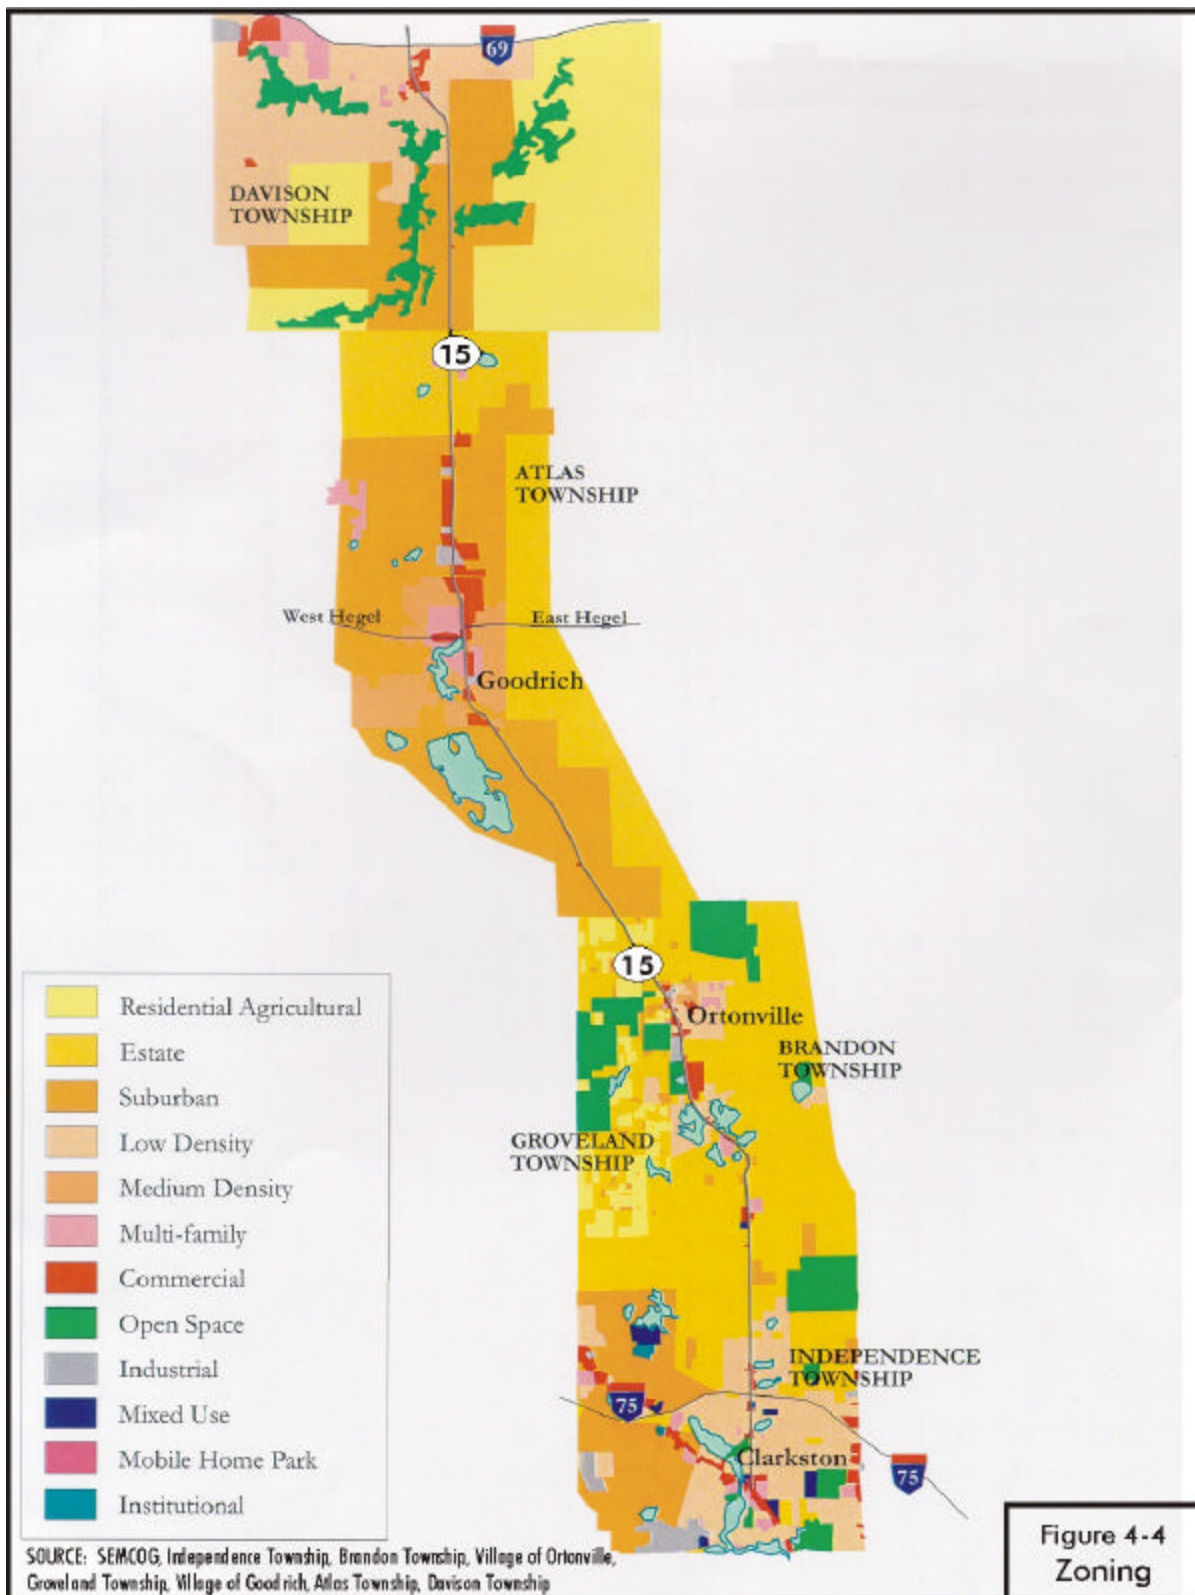 69
DAVISON
TOWNSHIP
15
ATLAS
TOWNSHIP
West Hegel
East Hegel
Goodrich
15
Ortonville
BRANDON
TOWNSHIP
GROVELAND
TOWNSHIP
INDEPENDENCE
TOWNSHIP
75
Clarkston
75
Residential Agricultural
Estate
Suburban
Low Density
Medium Density
Multi-family
Commercial
Open Space
Industrial
Mixed Use
Mobile Home Park
Institutional
SOURCE: SEMCOG, Independence Township, Brandon Township, Village of Ortonville,
Groveland Township, Village of Goodrich, Atlas Township, Davison Township
Figure 4-4
Zoning